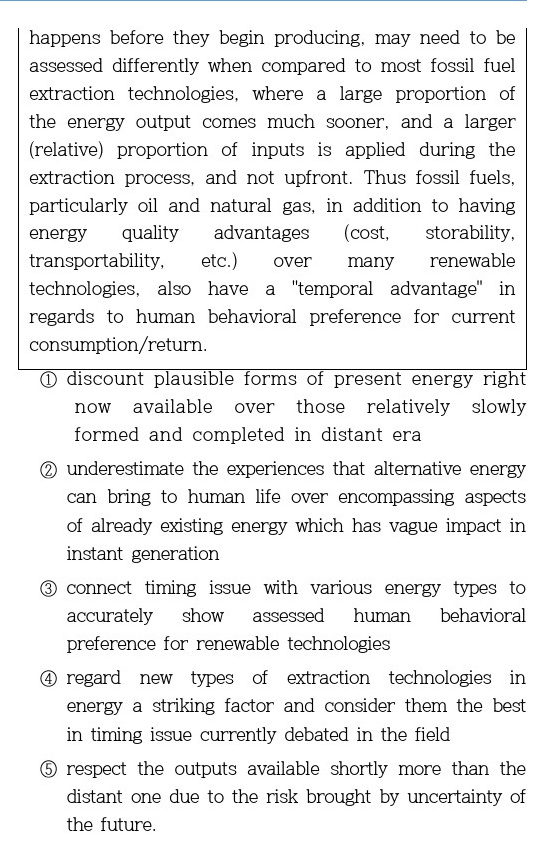 happens before they begin producing, may need to be
assessed differently when compared to most fossil fuel
extraction technologies, where a large proportion of
the energy output comes much sooner, and a larger
(relative) proportion of inputs is applied during the
extraction process, and not upfront. Thus fossil fuels,
particularly oil and natural gas, in addition to having
energy quality advantages (cost, storability,
transportability, etc.) over many renewable
technologies, also have a "temporal advantage" in
regards to human behavioral preference for current
consumption/return.
① discount plausible forms of present energy right
now available over those relatively slowly
formed and completed in distant era
② underestimate the experiences that alternative energy
can bring to human life over encompassing aspects
of already existing energy which has vague impact in
instant generation
③ connect timing issue with various energy types to
accurately show assessed human behavioral
preference for renewable technologies
④ regard new types of extraction technologies in
energy a striking factor and consider them the best
in timing issue currently debated in the field
⑤ respect the outputs available shortly more than the
distant one due to the risk brought by uncertainty of
the future.